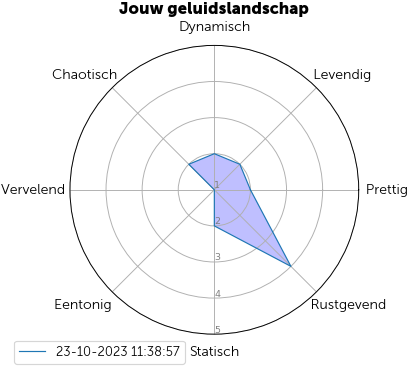 Jouw geluidslandschap
Dynamisch
Chaotisch
Levendig
Vervelend
1
Prettig
2
3
4
Eentonig
Rustgevend
5
23-10-2023 11:38:57
Statisch